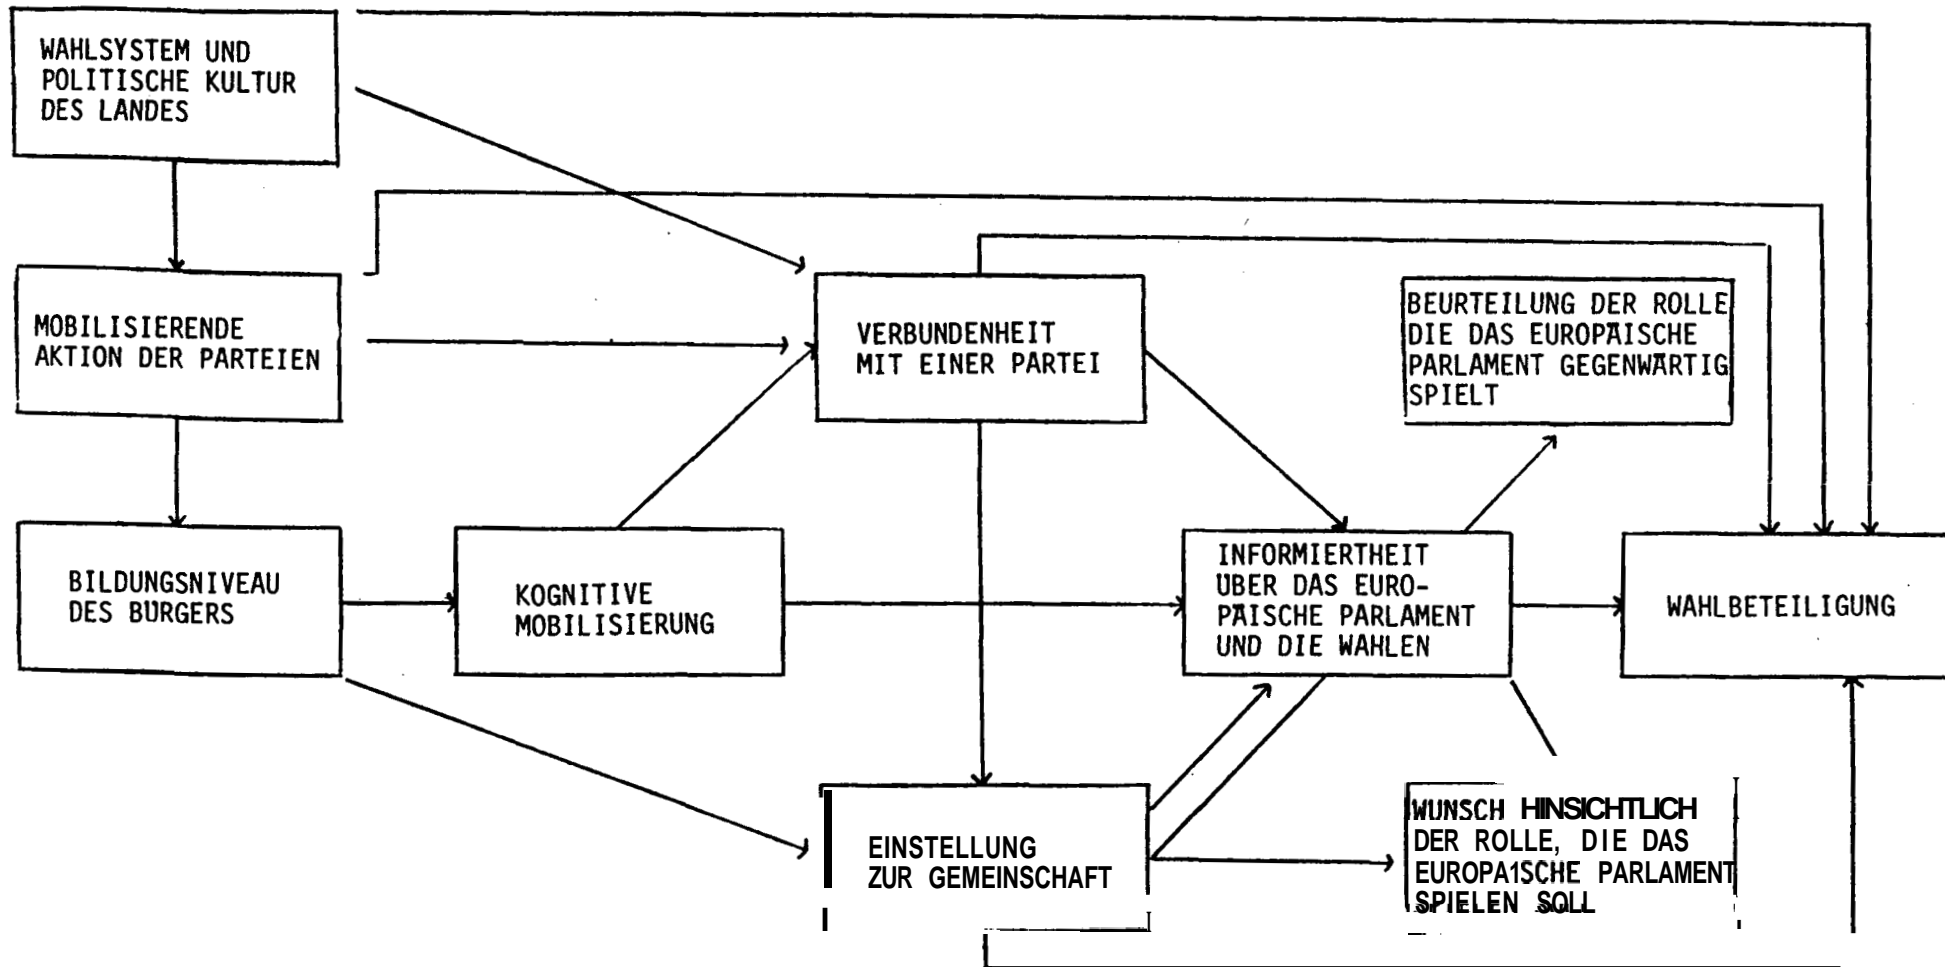 WAHLSYSTEM UND
POLITISCHE KULTUR
DES LANDES
MOBILISIERENDE
AKTION DER PARTEIEN
VERBUNDENHEIT
MIT EINER PARTEI
BEURTEILUNG DER ROLLE
DIE DAS EUROPÄISCHE
PARLAMENT GEGENWÄRTIG
SPIELT
BILDUNGSNIVEAU
DES BÜRGERS
KOGNITIVE
MOBILISIERUNG
INFORMIERTHEIT
ÜBER DAS EURO-
PÄISCHE PARLAMENT
UND DIE WAHLEN
WAHLBETEILIGUNG
EINSTELLUNG
ZUR GEMEINSCHAFT
WUNSCH HINSICHTLICH
DER ROLLE, DIE DAS
EUROPA1SCHE PARLAMENT
SPIELEN SOLL